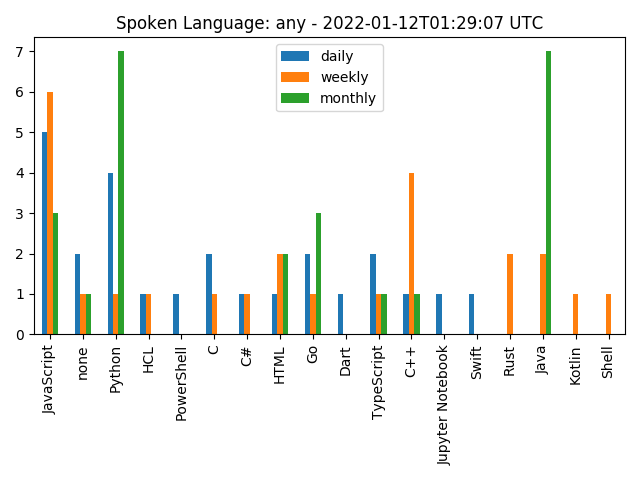 Spoken Language: any - 2022-01-12T01:29:07 UTC
daily
weekly
monthly
7
6
5
4
3
2
1
0
JavaScript
none
Python
HCL
PowerShell
C
C#
HTML
Go
Dart
TypeScript
C++
Jupyter Notebook
Swift
Rust
Java
Kotlin
Shell